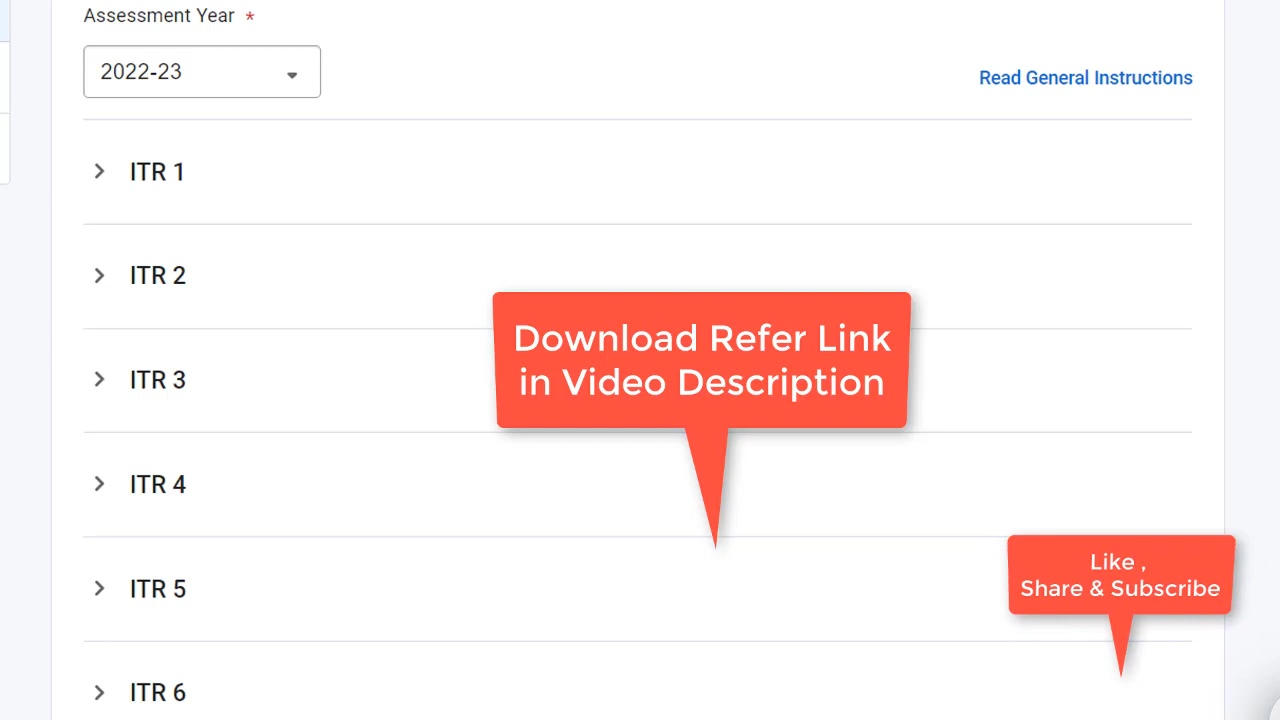 Assessment Year *
2022-23
Read General Instructions
ITR 1
ITR 2
Download Refer Link
in Video Description
ITR 3
ITR 4
Like ,
Share & Subscribe
ITR 5
ITR 6